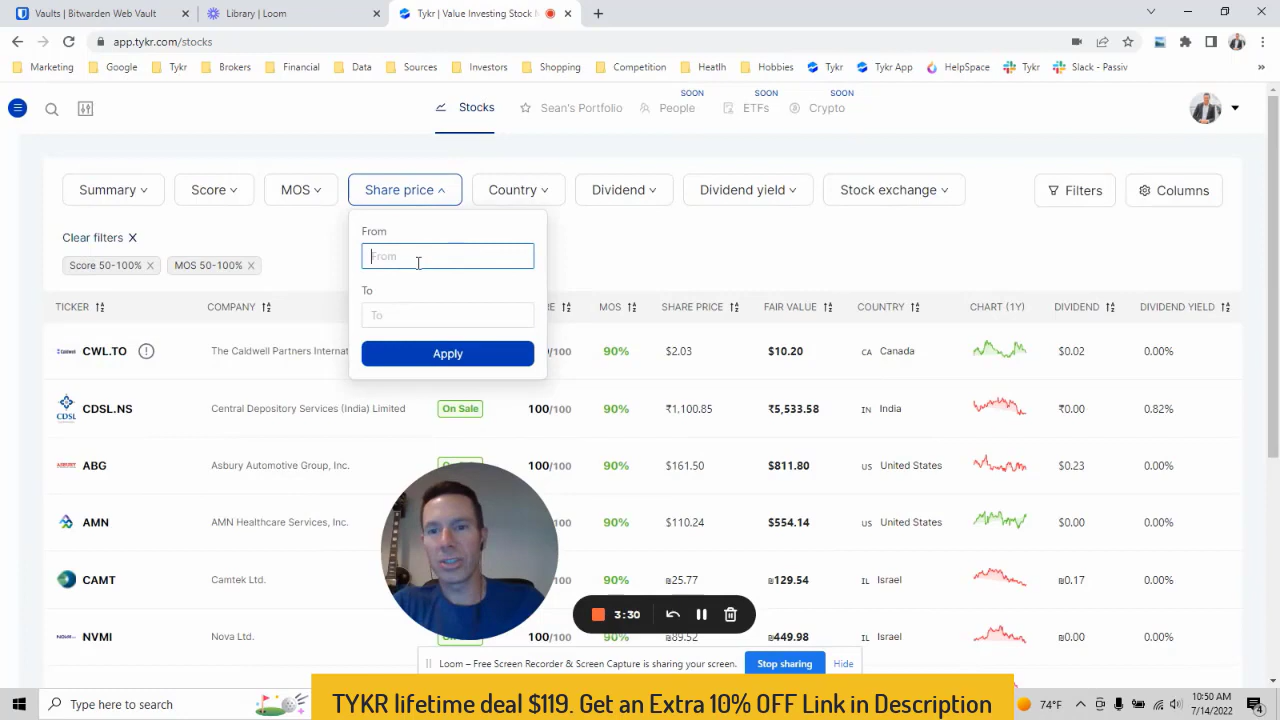 Vaults | Bitwarden Web Vault
Library | Loom
Tykr | Valuing Stock
app.tykr.com/stocks
Marketing
Google
Tykr
Brokers
Financial
Data
Sources
Investors
Shopping
Competition
Heatlh
Hobbies
Tykr
Tykr App
HelpSpace
Tykr
Slack - Passiv
Stocks
Sean's Portfolio
SOON
People
SOON
ETFs
SOON
Crypto
Summary
Score
MOS
Share price
Country
Dividend
Dividend yield
Stock exchange
Filters
Columns
Clear filters X
Score 50-100%
MOS 50-100%
From
From
To
To
Apply
TICKER COMPANY RE MOS SHARE PRICE FAIR VALUE COUNTRY CHART (1Y) DIVIDEND DIVIDEND YIELD
CWL.TO The Caldwell Partners Internat /100 90% $2.03 $10.20 CA Canada $0.02 0.00%
CDSL CDSL.NS Central Depository Services (India) Limited On Sale 100/100 90% ₹1.100.85 ₹5,533.58 IN India ₹0.00 0.82%
ABG Asbury Automotive Group, Inc. 100/100 90% $161.50 $811.80 US United States $0.23 0.00%
AMN AMN Healthcare Services, Inc. /100 90% $110.24 $554.14 US United States $0.00 0.00%
CAMT Camtek Ltd. /100 90% ₪25.77 ₪129.54 IL Israel ₪0.17 0.00%
NVMI Nova Ltd. 100/100 90% ₪89.52 ₪449.98 IL Israel ₪0.00 0.00%
3:30
Loom – Free Screen Recorder & Screen Capture is sharing your screen.
Stop sharing
Hide
TYKR lifetime deal $119. Get an Extra 10% OFF Link in Description
Type here to search
74°F
10:50 AM
7/14/2022
4